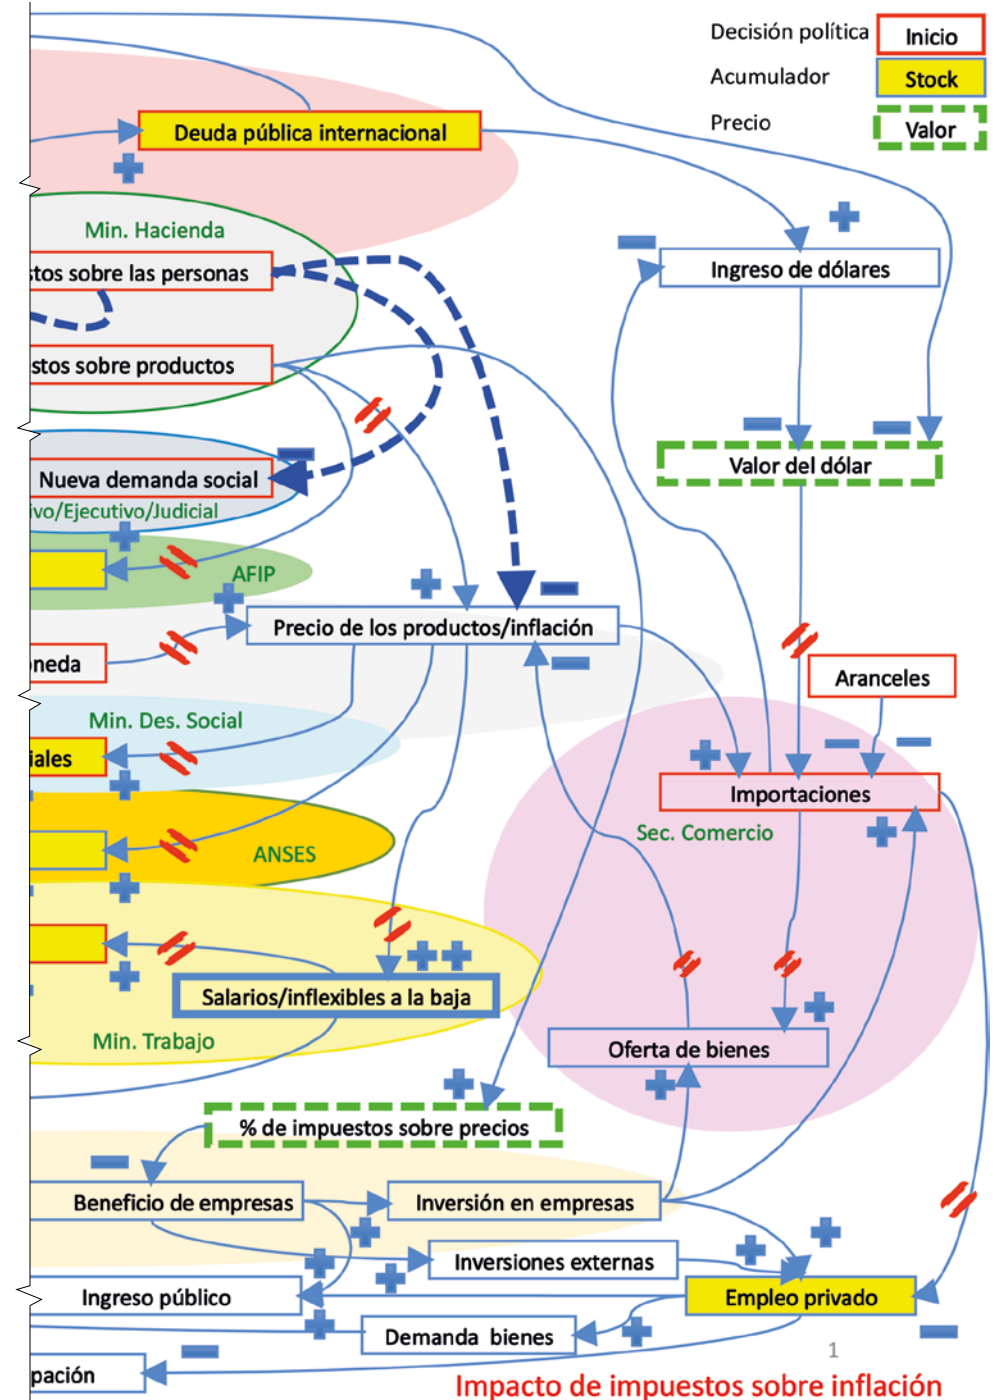 Decisión política
Inicio
Acumulador
Stock
Precio
Valor
Deuda pública internacional
Min. Hacienda
stos sobre las personas
Ingreso de dólares
stos sobre productos
Valor del dólar
Nueva demanda social
ivo/Ejecutivo/Judicial
AFIP
Precio de los productos/inflación
neda
Aranceles
Min. Des. Social
iales
Importaciones
Sec. Comercio
ANSES
Salarios/inflexibles a la baja
Min. Trabajo
Oferta de bienes
% de impuestos sobre precios
Beneficio de empresas
Inversión en empresas
Inversiones externas
Ingreso público
Empleo privado
Demanda bienes
1
pación
Impacto de impuestos sobre inflación